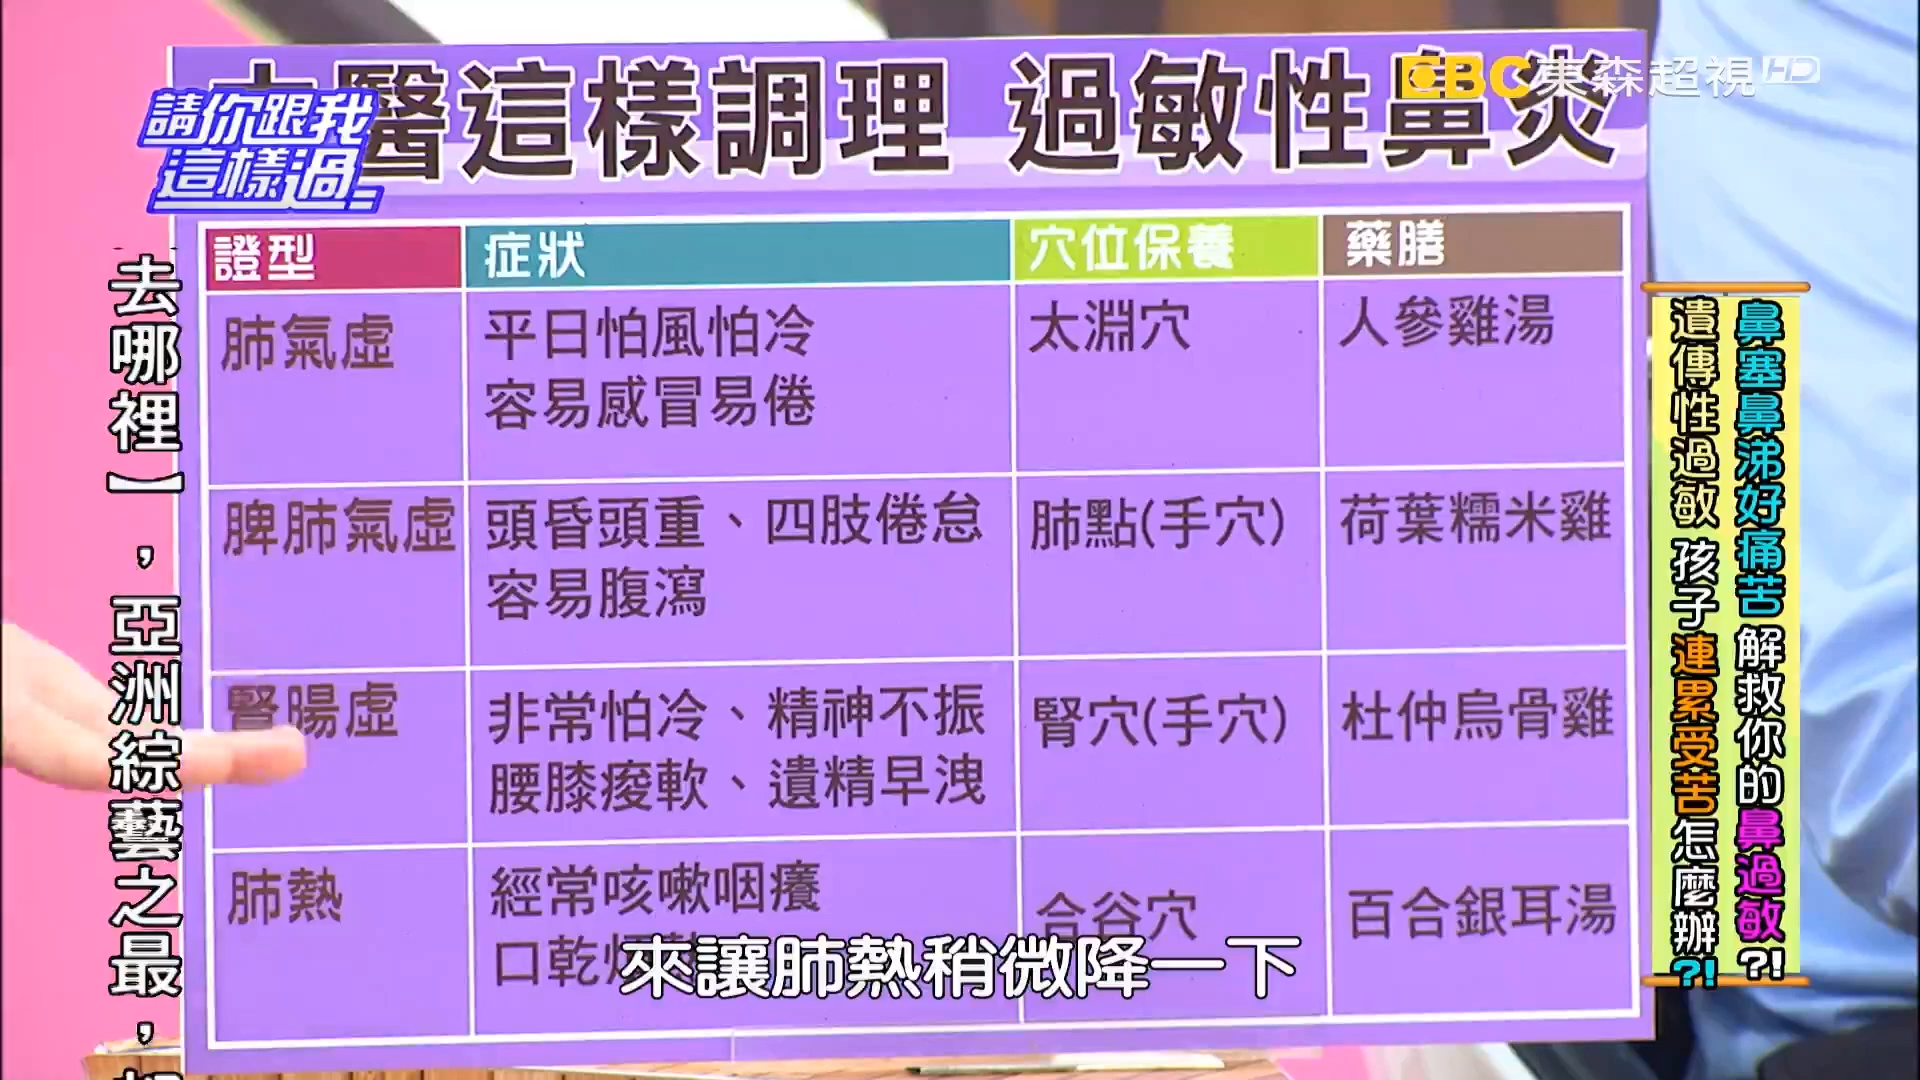 醫這樣調理 過敏性鼻炎
EBC東森超視HD
請你跟我
這樣過
證型 症狀 穴位保養 藥膳
肺氣虛 平日怕風怕冷 太淵穴 人參雞湯
容易感冒易倦
脾肺氣虛 頭昏頭重、四肢倦怠 肺點(手穴) 荷葉糯米雞
容易腹瀉
腎陽虛 非常怕冷、精神不振 腎穴(手穴) 杜仲烏骨雞
腰膝痠軟、遺精早洩
肺熱 經常咳嗽咽癢 合谷穴 百合銀耳湯
口乾
來讓肺熱稍微降一下
去哪裡】，亞洲綜藝之最，
鼻塞鼻涕好痛苦 解救你的鼻過敏?!
遺傳性過敏 孩子連累受苦怎麼辦?!